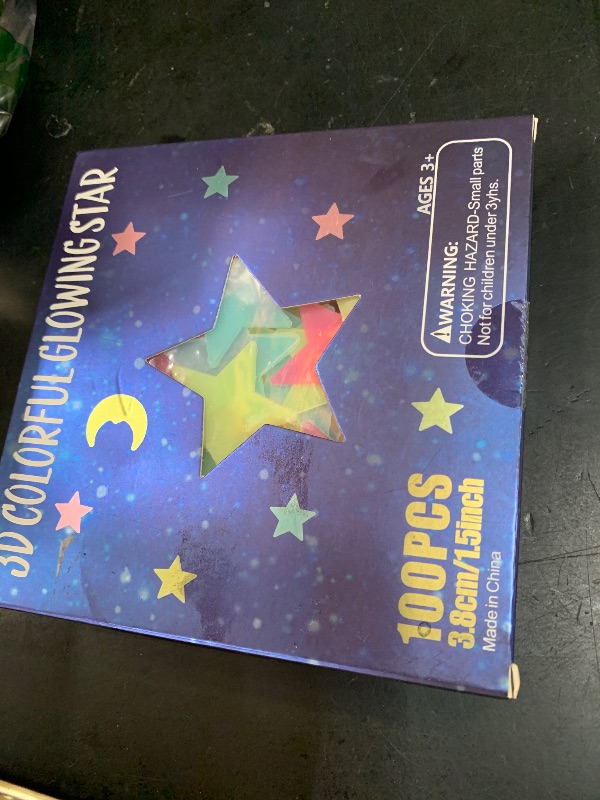 3D COLORFUL GLOWING STAR
AGES 3+
⚠WARNING:
CHOKING HAZARD-Small parts
Not for children under 3yhs.
100PCS
3.8cm/1.5inch
Made in China